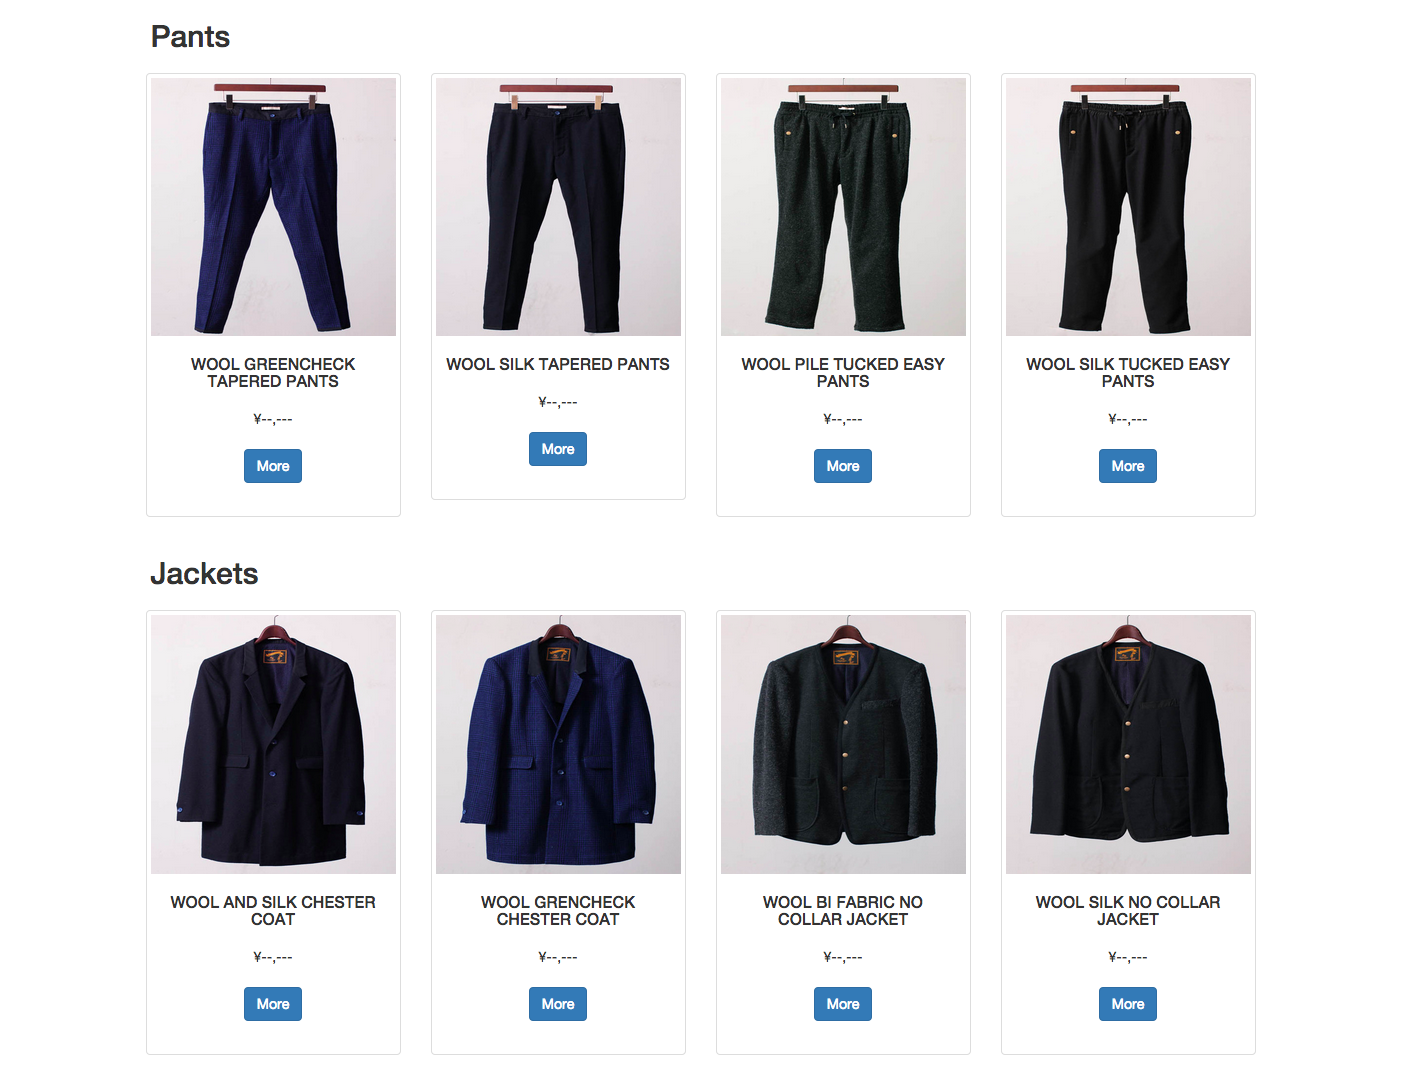 Pants
WOOL GREENCHECK
TAPERED PANTS
¥--,---
More
WOOL SILK TAPERED PANTS
¥--,---
More
WOOL PILE TUCKED EASY
PANTS
¥--,---
More
WOOL SILK TUCKED EASY
PANTS
¥--,---
More
Jackets
WOOL AND SILK CHESTER
COAT
¥--,---
More
WOOL GRENCHECK
CHESTER COAT
¥--,---
More
WOOL BI FABRIC NO
COLLAR JACKET
¥--,---
More
WOOL SILK NO COLLAR
JACKET
¥--,---
More